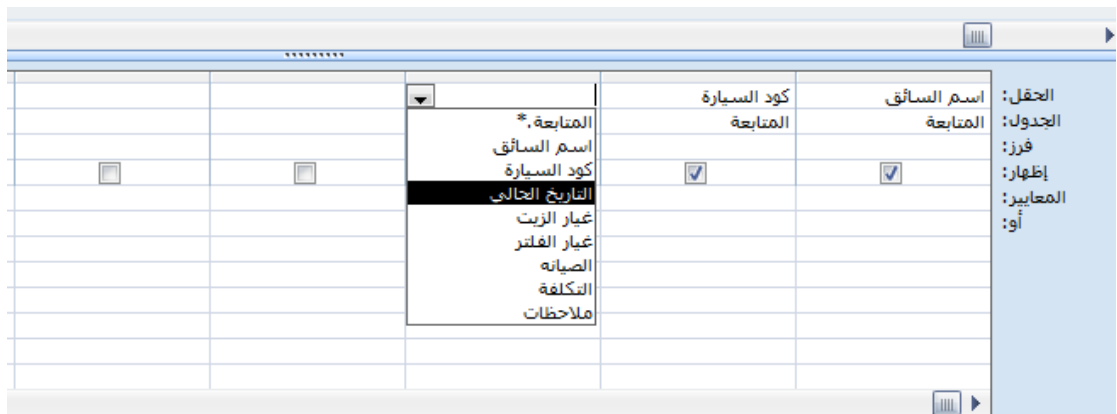 الحقل: اسم السائق كود السيارة
الجدول: المتابعة المتابعة
فرز:
إظهار:
المعايير:
أو:
المتابعة.*
اسم السائق
كود السيارة
التاريخ الحالي
غيار الزيت
غيار الفلتر
الصيانه
التكلفة
ملاحظات